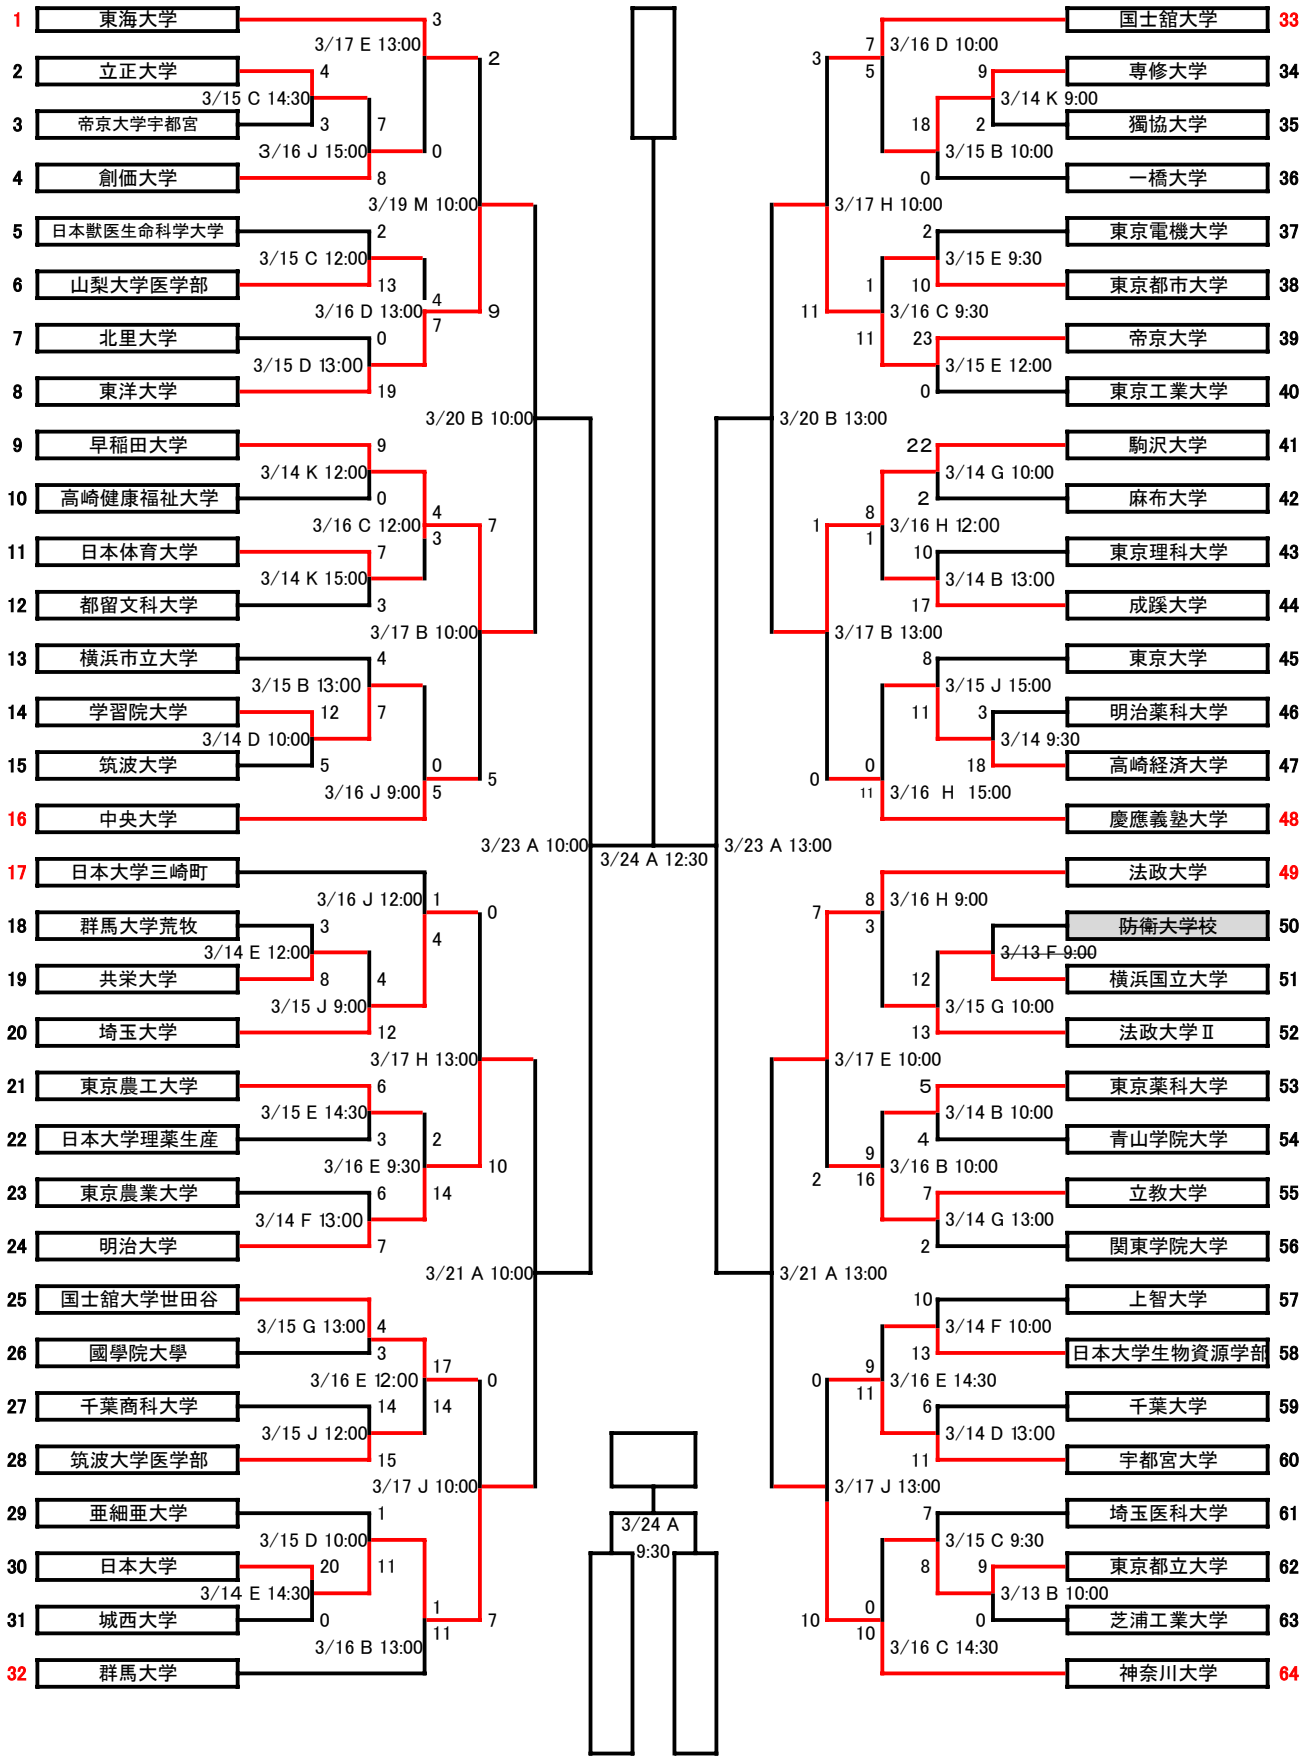 1 東海大学 3
3/17 E 13:00 2
2 立正大学 4
3/15 C 14:30
3 帝京大学宇都宮 3 7
3/16 J 15:00 0
4 創価大学 8
3/19 M 10:00
5 日本獣医生命科学大学 2
3/15 C 12:00
6 山梨大学医学部 13 4
3/16 D 13:00 9
7 北里大学 0 7
3/15 D 13:00
8 東洋大学 19
3/20 B 10:00
9 早稲田大学 9
3/14 K 12:00
10 高崎健康福祉大学 0 4
3/16 C 12:00 7
11 日本体育大学 7 3
3/14 K 15:00
12 都留文科大学 3
3/17 B 10:00
13 横浜市立大学 4
3/15 B 13:00
14 学習院大学 12 7
3/14 D 10:00
15 筑波大学 5 0
3/16 J 9:00 5 5
16 中央大学
3/23 A 10:00
17 日本大学三崎町
3/16 J 12:00 1 0
18 群馬大学荒牧 3 4
3/14 E 12:00
19 共栄大学 8 4
3/15 J 9:00
20 埼玉大学 12
3/17 H 13:00
21 東京農工大学 6
3/15 E 14:30
22 日本大学理薬生産 3 2
3/16 E 9:30 10
23 東京農業大学 6 14
3/14 F 13:00
24 明治大学 7
3/21 A 10:00
25 国士舘大学世田谷
3/15 G 13:00 4
26 國學院大學 3 17
3/16 E 12:00 0
27 千葉商科大学 14 14
3/15 J 12:00
28 筑波大学医学部 15
3/17 J 10:00
29 亜細亜大学 1
3/15 D 10:00
30 日本大学 20 11
3/14 E 14:30
31 城西大学 0 1 7
3/16 B 13:00 11
32 群馬大学
3/24 A 12:30
3/24 A
9:30
国士舘大学 33
3 7 3/16 D 10:00
5 9 専修大学 34
3/14 K 9:00
18 2 獨協大学 35
3/15 B 10:00
0 一橋大学 36
3/17 H 10:00
2 東京電機大学 37
3/15 E 9:30
1 10 東京都市大学 38
11 3/16 C 9:30
11 23 帝京大学 39
3/15 E 12:00
0 東京工業大学 40
3/20 B 13:00
22 駒沢大学 41
3/14 G 10:00
8 2 麻布大学 42
1 3/16 H 12:00
1 10 東京理科大学 43
3/14 B 13:00
17 成蹊大学 44
3/17 B 13:00
8 東京大学 45
3/15 J 15:00
11 3 明治薬科大学 46
3/14 9:30
0 18 高崎経済大学 47
0 11 3/16 H 15:00
慶應義塾大学 48
3/23 A 13:00
法政大学 49
7 8 3/16 H 9:00
3 防衛大学校 50
3/13 F 9:00
12 横浜国立大学 51
3/15 G 10:00
13 法政大学Ⅱ 52
3/17 E 10:00
5 東京薬科大学 53
3/14 B 10:00
9 4 青山学院大学 54
2 16 3/16 B 10:00
7 立教大学 55
3/14 G 13:00
2 関東学院大学 56
3/21 A 13:00
10 上智大学 57
3/14 F 10:00
9 13 日本大学生物資源学部 58
0 11 3/16 E 14:30
6 千葉大学 59
3/14 D 13:00
11 宇都宮大学 60
3/17 J 13:00
7 埼玉医科大学 61
3/15 C 9:30
8 9 東京都立大学 62
3/13 B 10:00
10 0 0 芝浦工業大学 63
10 3/16 C 14:30
神奈川大学 64